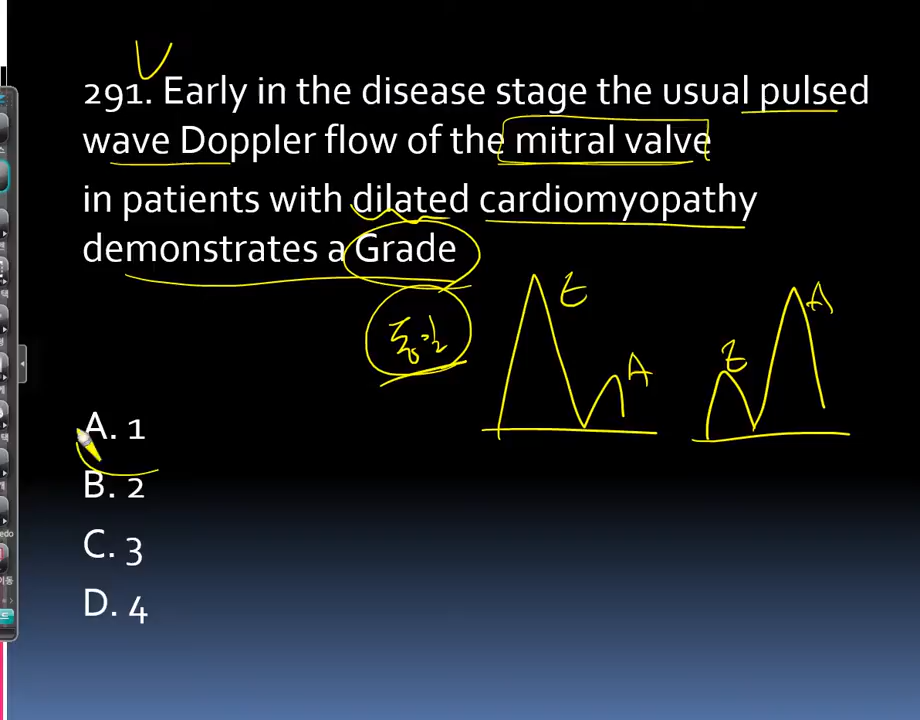 291. Early in the disease stage the usual pulsed
wave Doppler flow of the mitral valve
in patients with dilated cardiomyopathy
demonstrates a Grade
E
A
E
A
A. 1
B. 2
C. 3
D. 4